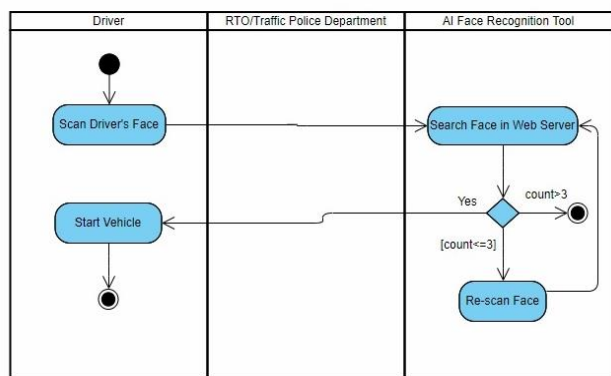 Driver
RTO/Traffic Police Department
AI Face Recognition Tool
Scan Driver's Face
Search Face in Web Server
Yes
count>3
Start Vehicle
[count<=3]
Re-scan Face